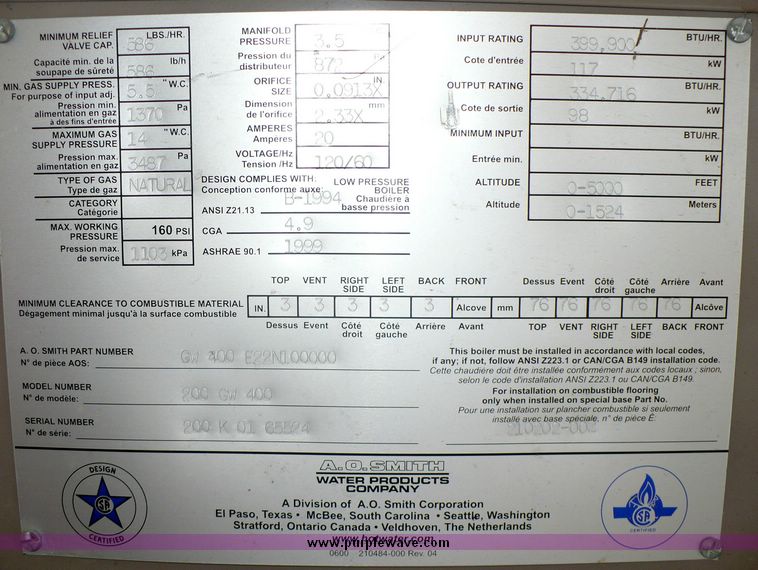 MINIMUM RELIEF VALVE CAP. 586 LBS./HR.
Capacité min. de la soupape de sûreté 586 lb/h
MIN. GAS SUPPLY PRESS. For purpose of input adj. 5.5 "W.C.
Pression min. alimentation en gaz à des fins d'entrée 1370 Pa
MAXIMUM GAS SUPPLY PRESSURE 14 "W.C.
Pression max. alimentation en gaz 3487 Pa
TYPE OF GAS Type de gaz NATURAL
CATEGORY Catégorie
MAX. WORKING PRESSURE 160 PSI
Pression max. de service 1103 kPa
MANIFOLD PRESSURE 3.5
Pression du distributeur 872
ORIFICE SIZE 0.0913X IN
Dimension de l'orifice 2.33X mm
AMPERES Amperes 20
VOLTAGE/Hz Tension /Hz 120/60
INPUT RATING 399,900 BTU/HR.
Cote d'entrée 117 kW
OUTPUT RATING 334,716 BTU/HR.
Cote de sortie 98 kW
MINIMUM INPUT BTU/HR.
Entrée min. kW
ALTITUDE 0-5000 FEET
Altitude 0-1524 Meters
DESIGN COMPLIES WITH:
Conception conforme auxe:
LOW PRESSURE
BOILER
Chaudière à
basse pression
ANSI Z21.13 B-1994
CGA 4.9
ASHRAE 90.1 1999
TOP VENT RIGHT SIDE LEFT SIDE BACK FRONT Dessus Event Côté droit Côté gauche Arrière Avant
MINIMUM CLEARANCE TO COMBUSTIBLE MATERIAL
Dégagement minimal jusqu'à la surface combustible
IN. 3 3 3 3 3 Alcove mm 76 76 76 76 76 Alcôve
Dessus Event Côté droit Côté gauche Arrière Avant TOP VENT RIGHT SIDE LEFT SIDE BACK FRONT
A. O. SMITH PART NUMBER
N° de pièce AOS: GW 400 E22N100000
MODEL NUMBER
N° de modèle: 200 GW 400
SERIAL NUMBER
N° de série: 200 K 01 65524
This boiler must be installed in accordance with local codes,
if any; if not, follow ANSI Z223.1 or CAN/CGA B149 installation code.
Cette chaudière doit être installée conformément aux codes locaux ; sinon,
selon le code d'installation ANSI Z223.1 ou CAN/CGA B149.
For installation on combustible flooring
only when installed on special base Part No.
Pour une installation sur plancher combustible si seulement
installé avec base spéciale, n° de pièce É.
210202-002
DESIGN
CERTIFIED
A.O. SMITH
WATER PRODUCTS
COMPANY
A Division of A.O. Smith Corporation
El Paso, Texas • McBee, South Carolina • Seattle, Washington
Stratford, Ontario Canada • Veldhoven, The Netherlands
www.hotwater.com
www.purplewave.com
0600 210484-000 Rev. 04
CERTIFIED